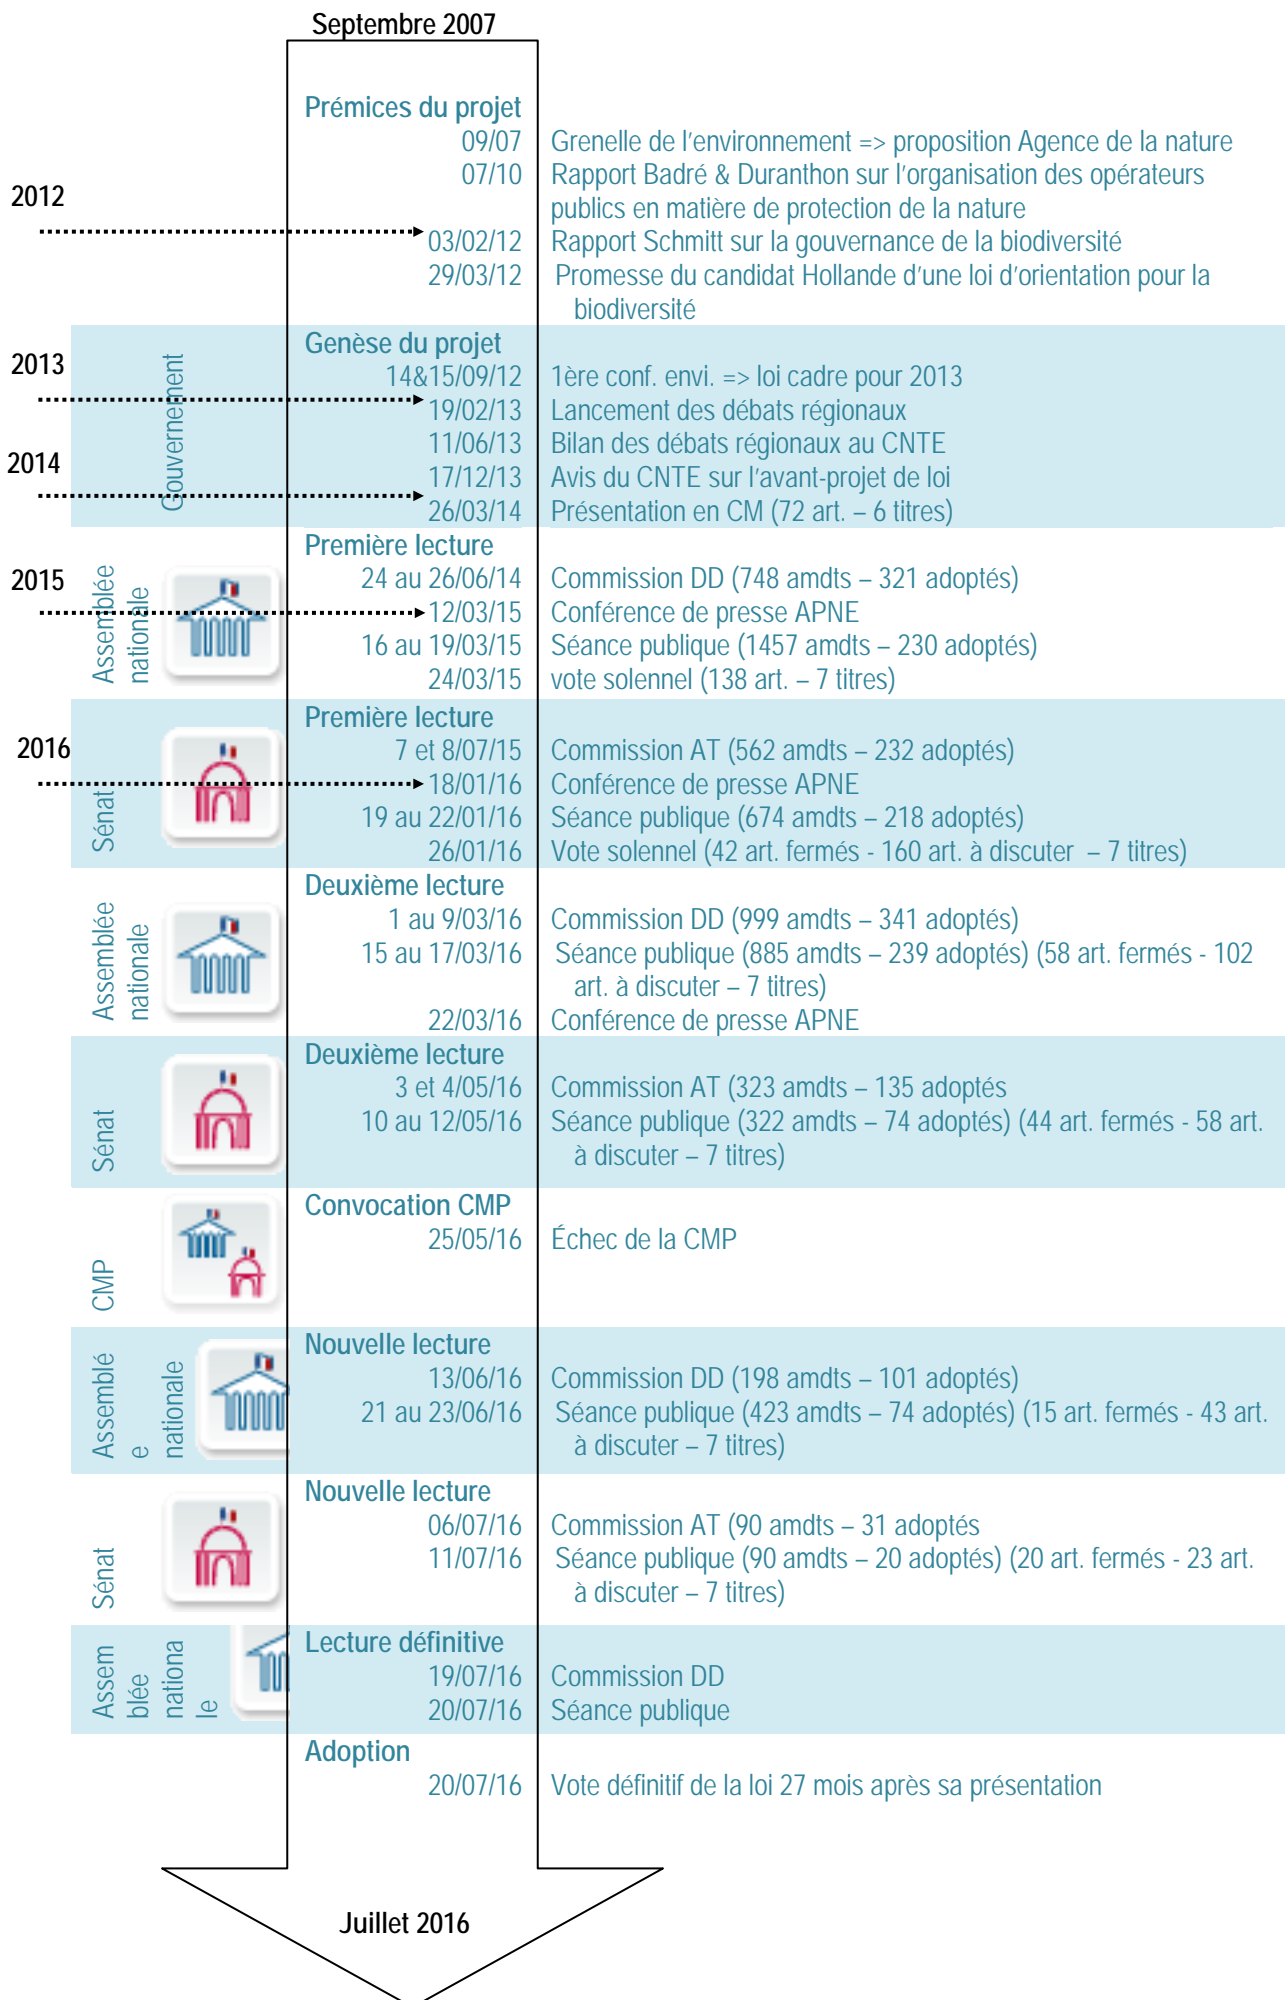 Septembre 2007
Prémices du projet
09/07 Grenelle de l'environnement => proposition Agence de la nature
07/10 Rapport Badré & Duranthon sur l'organisation des opérateurs
publics en matière de protection de la nature
2012
03/02/12 Rapport Schmitt sur la gouvernance de la biodiversité
29/03/12 Promesse du candidat Hollande d'une loi d'orientation pour la
biodiversité
Gouvernement
Genèse du projet
2013
14&15/09/12 1ère conf. envi. => loi cadre pour 2013
19/02/13 Lancement des débats régionaux
11/06/13 Bilan des débats régionaux au CNTE
2014
17/12/13 Avis du CNTE sur l'avant-projet de loi
26/03/14 Présentation en CM (72 art. – 6 titres)
Assemblée
nationale
Première lecture
2015
24 au 26/06/14 Commission DD (748 amdts – 321 adoptés)
12/03/15 Conférence de presse APNE
16 au 19/03/15 Séance publique (1457 amdts – 230 adoptés)
24/03/15 vote solennel (138 art. – 7 titres)
Sénat
Première lecture
2016
7 et 8/07/15 Commission AT (562 amdts – 232 adoptés)
18/01/16 Conférence de presse APNE
19 au 22/01/16 Séance publique (674 amdts – 218 adoptés)
26/01/16 Vote solennel (42 art. fermés - 160 art. à discuter – 7 titres)
Assemblée
nationale
Deuxième lecture
1 au 9/03/16 Commission DD (999 amdts – 341 adoptés)
15 au 17/03/16 Séance publique (885 amdts – 239 adoptés) (58 art. fermés - 102
art. à discuter – 7 titres)
22/03/16 Conférence de presse APNE
Sénat
Deuxième lecture
3 et 4/05/16 Commission AT (323 amdts – 135 adoptés
10 au 12/05/16 Séance publique (322 amdts – 74 adoptés) (44 art. fermés - 58 art.
à discuter – 7 titres)
CMP
Convocation CMP
25/05/16 Échec de la CMP
Assemblé
e
nationale
Nouvelle lecture
13/06/16 Commission DD (198 amdts – 101 adoptés)
21 au 23/06/16 Séance publique (423 amdts – 74 adoptés) (15 art. fermés - 43 art.
à discuter – 7 titres)
Sénat
Nouvelle lecture
06/07/16 Commission AT (90 amdts – 31 adoptés
11/07/16 Séance publique (90 amdts – 20 adoptés) (20 art. fermés - 23 art.
à discuter – 7 titres)
Assem
blée
nationa
le
Lecture définitive
19/07/16 Commission DD
20/07/16 Séance publique
Adoption
20/07/16 Vote définitif de la loi 27 mois après sa présentation
Juillet 2016